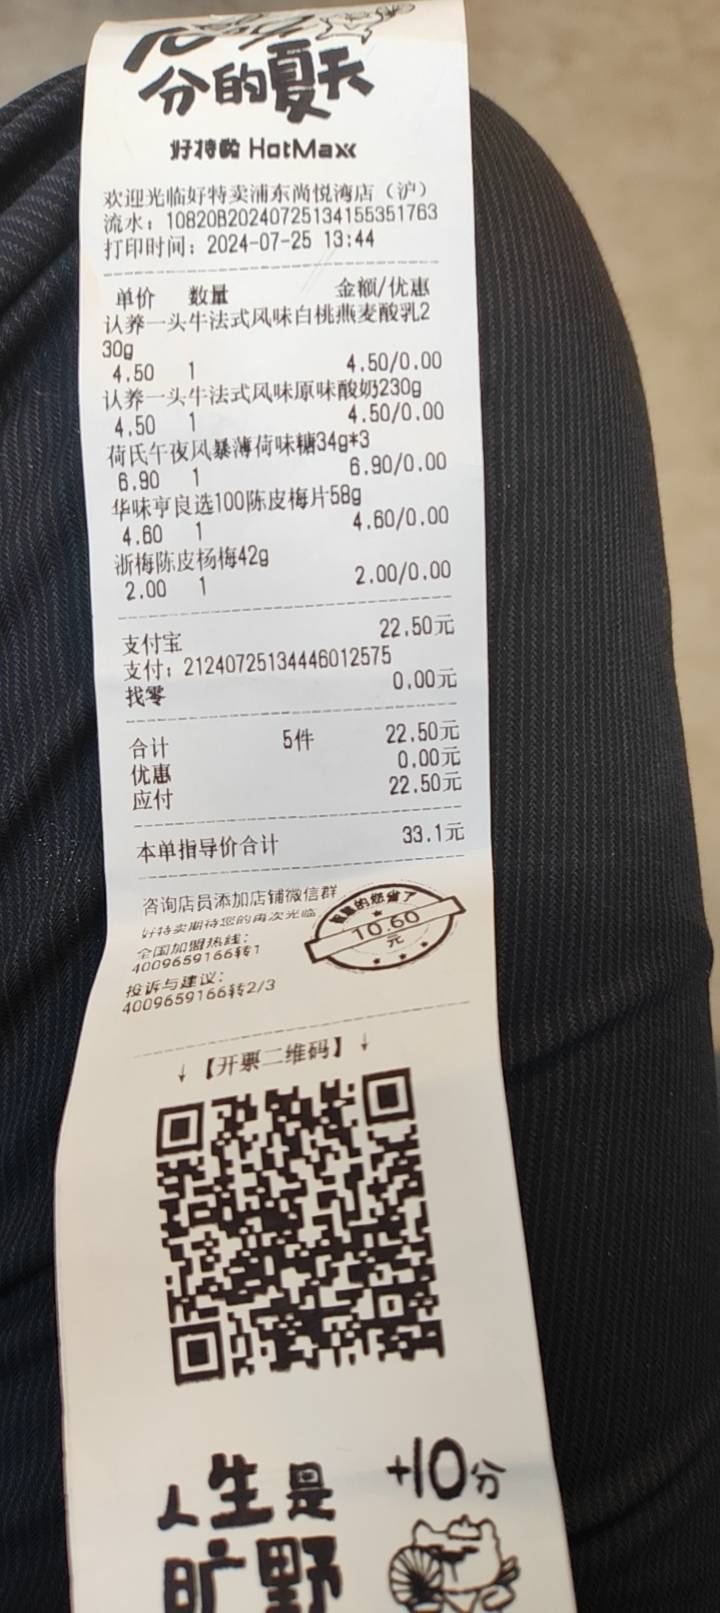 10
分的夏天
好特卖 HotMaxx
欢迎光临好特卖浦东尚悦湾店（沪）
流水：10820B20240725134155351763
打印时间：2024-07-25 13:44
单价 数量 金额/优惠
认养一头牛法式风味白桃燕麦酸乳2
30g
4.50 1 4.50/0.00
认养一头牛法式风味原味酸奶230g
4.50 1 4.50/0.00
荷氏午夜风暴薄荷味糖34g*3
6.90 1 6.90/0.00
华味亨良选100陈皮梅片58g
4.60 1 4.60/0.00
浙梅陈皮杨梅42g
2.00 1 2.00/0.00
支付宝 22.50元
支付：21240725134446012575
找零 0.00元
合计 5件 22.50元
优惠 0.00元
应付 22.50元
本单指导价合计 33.1元
咨询店员添加店铺微信群
好特卖期待您的再次光临
全国加盟热线：
4009659166转1
投诉与建议：
4009659166转2/3
的您省了
10.60
元
↓【开票二维码】↓
人生是
旷野
+10分